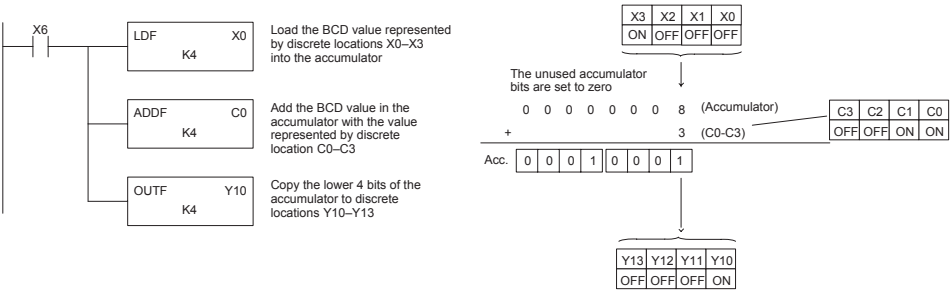 X6
LDF X0
K4
Load the BCD value represented
by discrete locations X0–X3
into the accumulator
ADDF C0
K4
Add the BCD value in the
accumulator with the value
represented by discrete
location C0–C3
OUTF Y10
K4
Copy the lower 4 bits of the
accumulator to discrete
locations Y10–Y13
X3 X2 X1 X0
ON OFF OFF OFF
The unused accumulator
bits are set to zero
0 0 0 0 0 0 0 8 (Accumulator)
+ 3 (C0-C3)
C3 C2 C1 C0
OFF OFF ON ON
Acc. 0 0 0 1 0 0 0 1
Y13 Y12 Y11 Y10
OFF OFF OFF ON